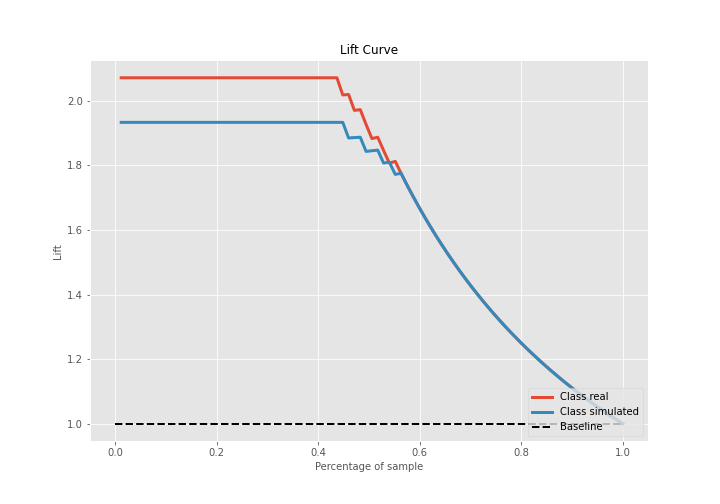 Lift Curve
Lift
2.0
1.8
1.6
1.4
1.2
1.0
0.0 0.2 0.4 0.6 0.8 1.0
Percentage of sample
Class real
Class simulated
Baseline